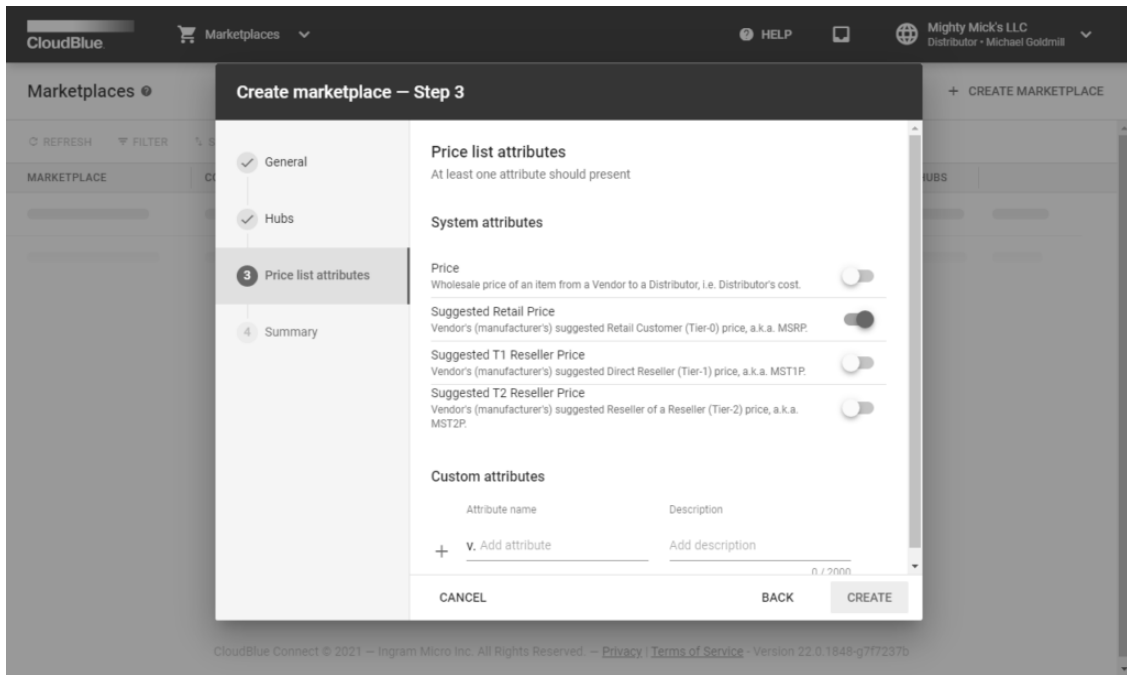 CloudBlue
Marketplaces
HELP
Mighty Mick's LLC
Distributor • Michael Goldmill
Marketplaces
+ CREATE MARKETPLACE
Create marketplace — Step 3
REFRESH FILTER S
MARKETPLACE CO HUBS
General
Hubs
3 Price list attributes
4 Summary
Price list attributes
At least one attribute should present
System attributes
Price
Wholesale price of an item from a Vendor to a Distributor, i.e. Distributor's cost.
Suggested Retail Price
Vendor's (manufacturer's) suggested Retail Customer (Tier-0) price, a.k.a. MSRP.
Suggested T1 Reseller Price
Vendor's (manufacturer's) suggested Direct Reseller (Tier-1) price, a.k.a. MST1P.
Suggested T2 Reseller Price
Vendor's (manufacturer's) suggested Reseller of a Reseller (Tier-2) price, a.k.a.
MST2P.
Custom attributes
Attribute name Description
+ v. Add attribute Add description
0 / 2000
CANCEL BACK CREATE
CloudBlue Connect © 2021 — Ingram Micro Inc. All Rights Reserved. — Privacy | Terms of Service - Version 22.0.1848-g7f7237b